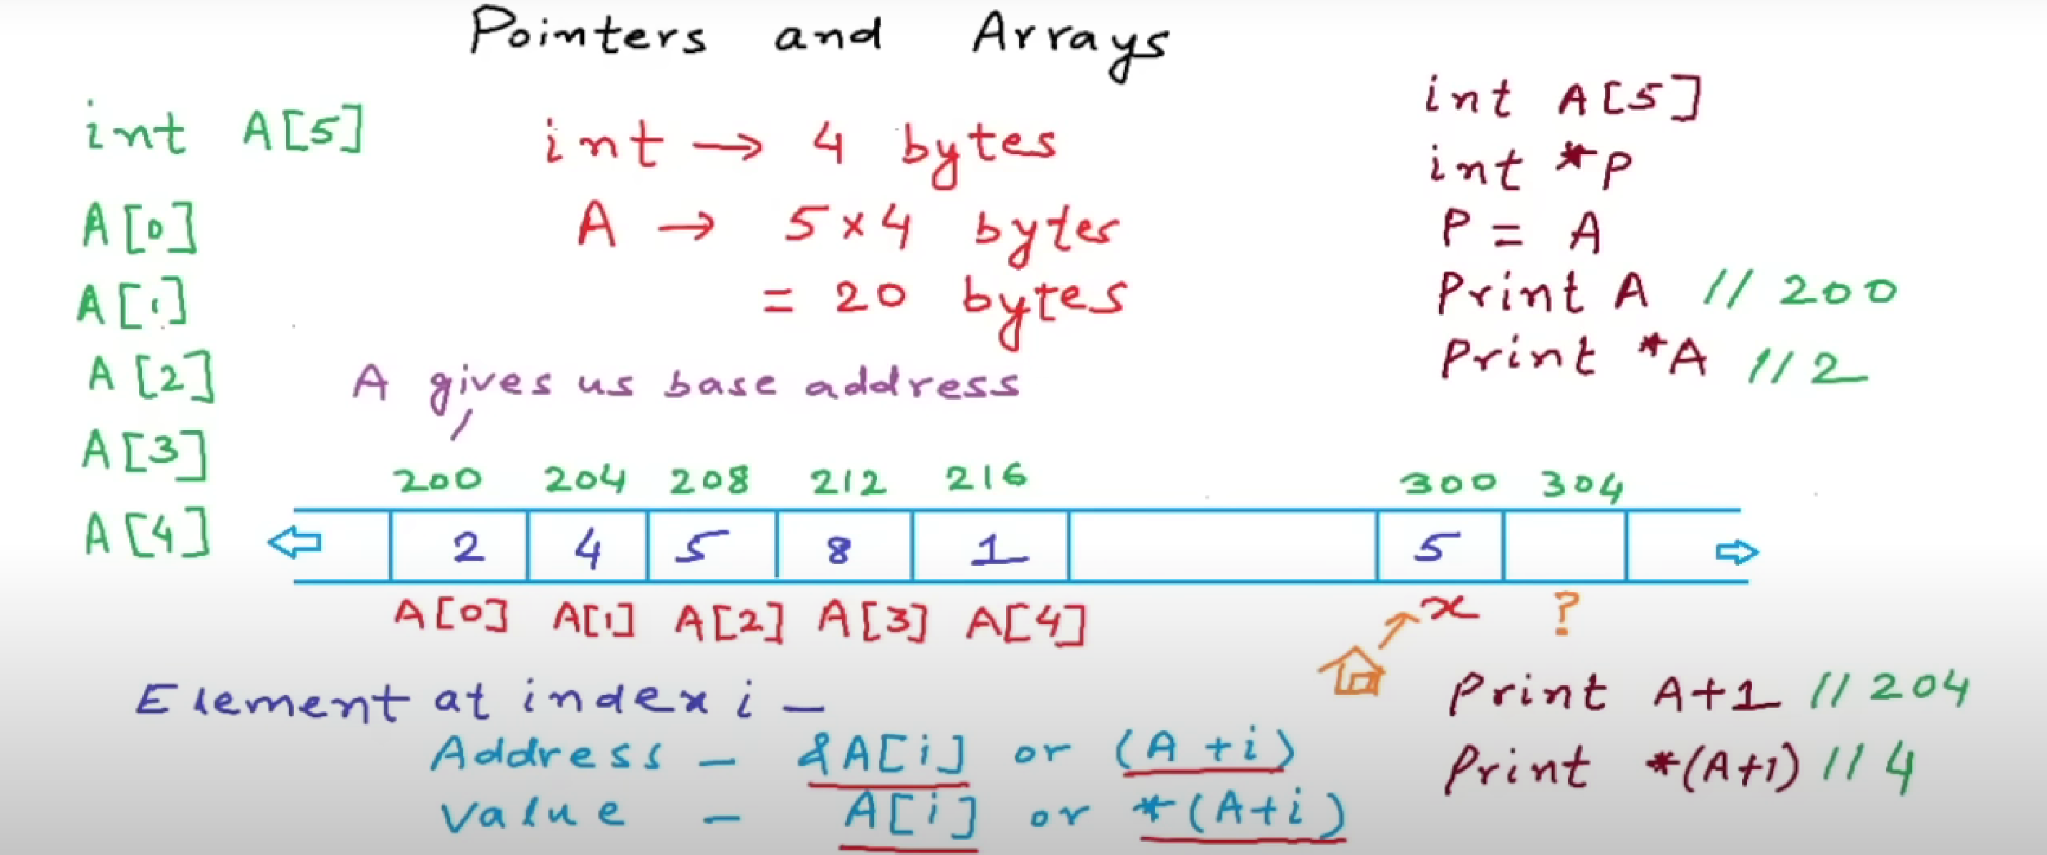 Pointers and Arrays
int A[5]
A[0]
A[1]
A[2]
A[3]
A[4]
int → 4 bytes
A → 5 x 4 bytes
= 20 bytes
A gives us base address
int A[5]
int *P
P = A
Print A // 200
Print *A // 2
200 204 208 212 216 300 304
2 4 5 8 1 5
A[0] A[1] A[2] A[3] A[4] x ?
Element at index i -
Address - &A[i] or (A + i)
Value - A[i] or *(A+i)
Print A+1 // 204
Print *(A+1) // 4